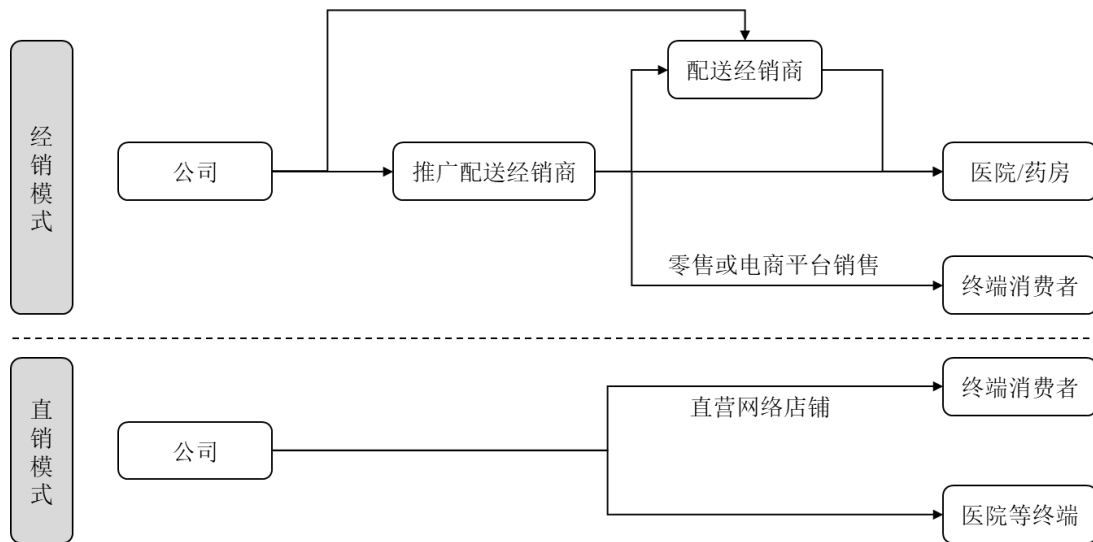 经销模式
配送经销商
公司
推广配送经销商
医院/药房
零售或电商平台销售
终端消费者
直销模式
终端消费者
直营网络店铺
公司
医院等终端